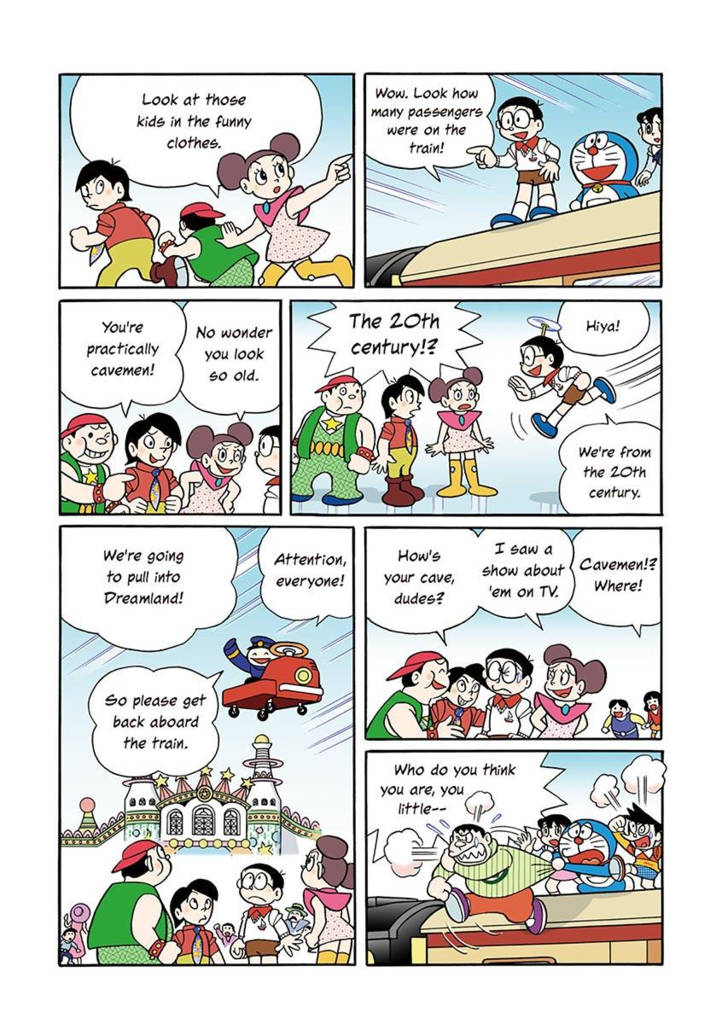 Wow. Look how
many passengers
were on the
train!
Look at those
kids in the funny
clothes.
Hiya!
We're from
the 20th
century.
The 20th
century!?
No wonder
you look
so old.
You're
practically
cavemen!
Cavemen!?
Where!
I saw a
show about
'em on TV.
How's
your cave,
dudes?
Who do you think
you are, you
little--
Attention,
everyone!
We're going
to pull into
Dreamland!
So please get
back aboard
the train.